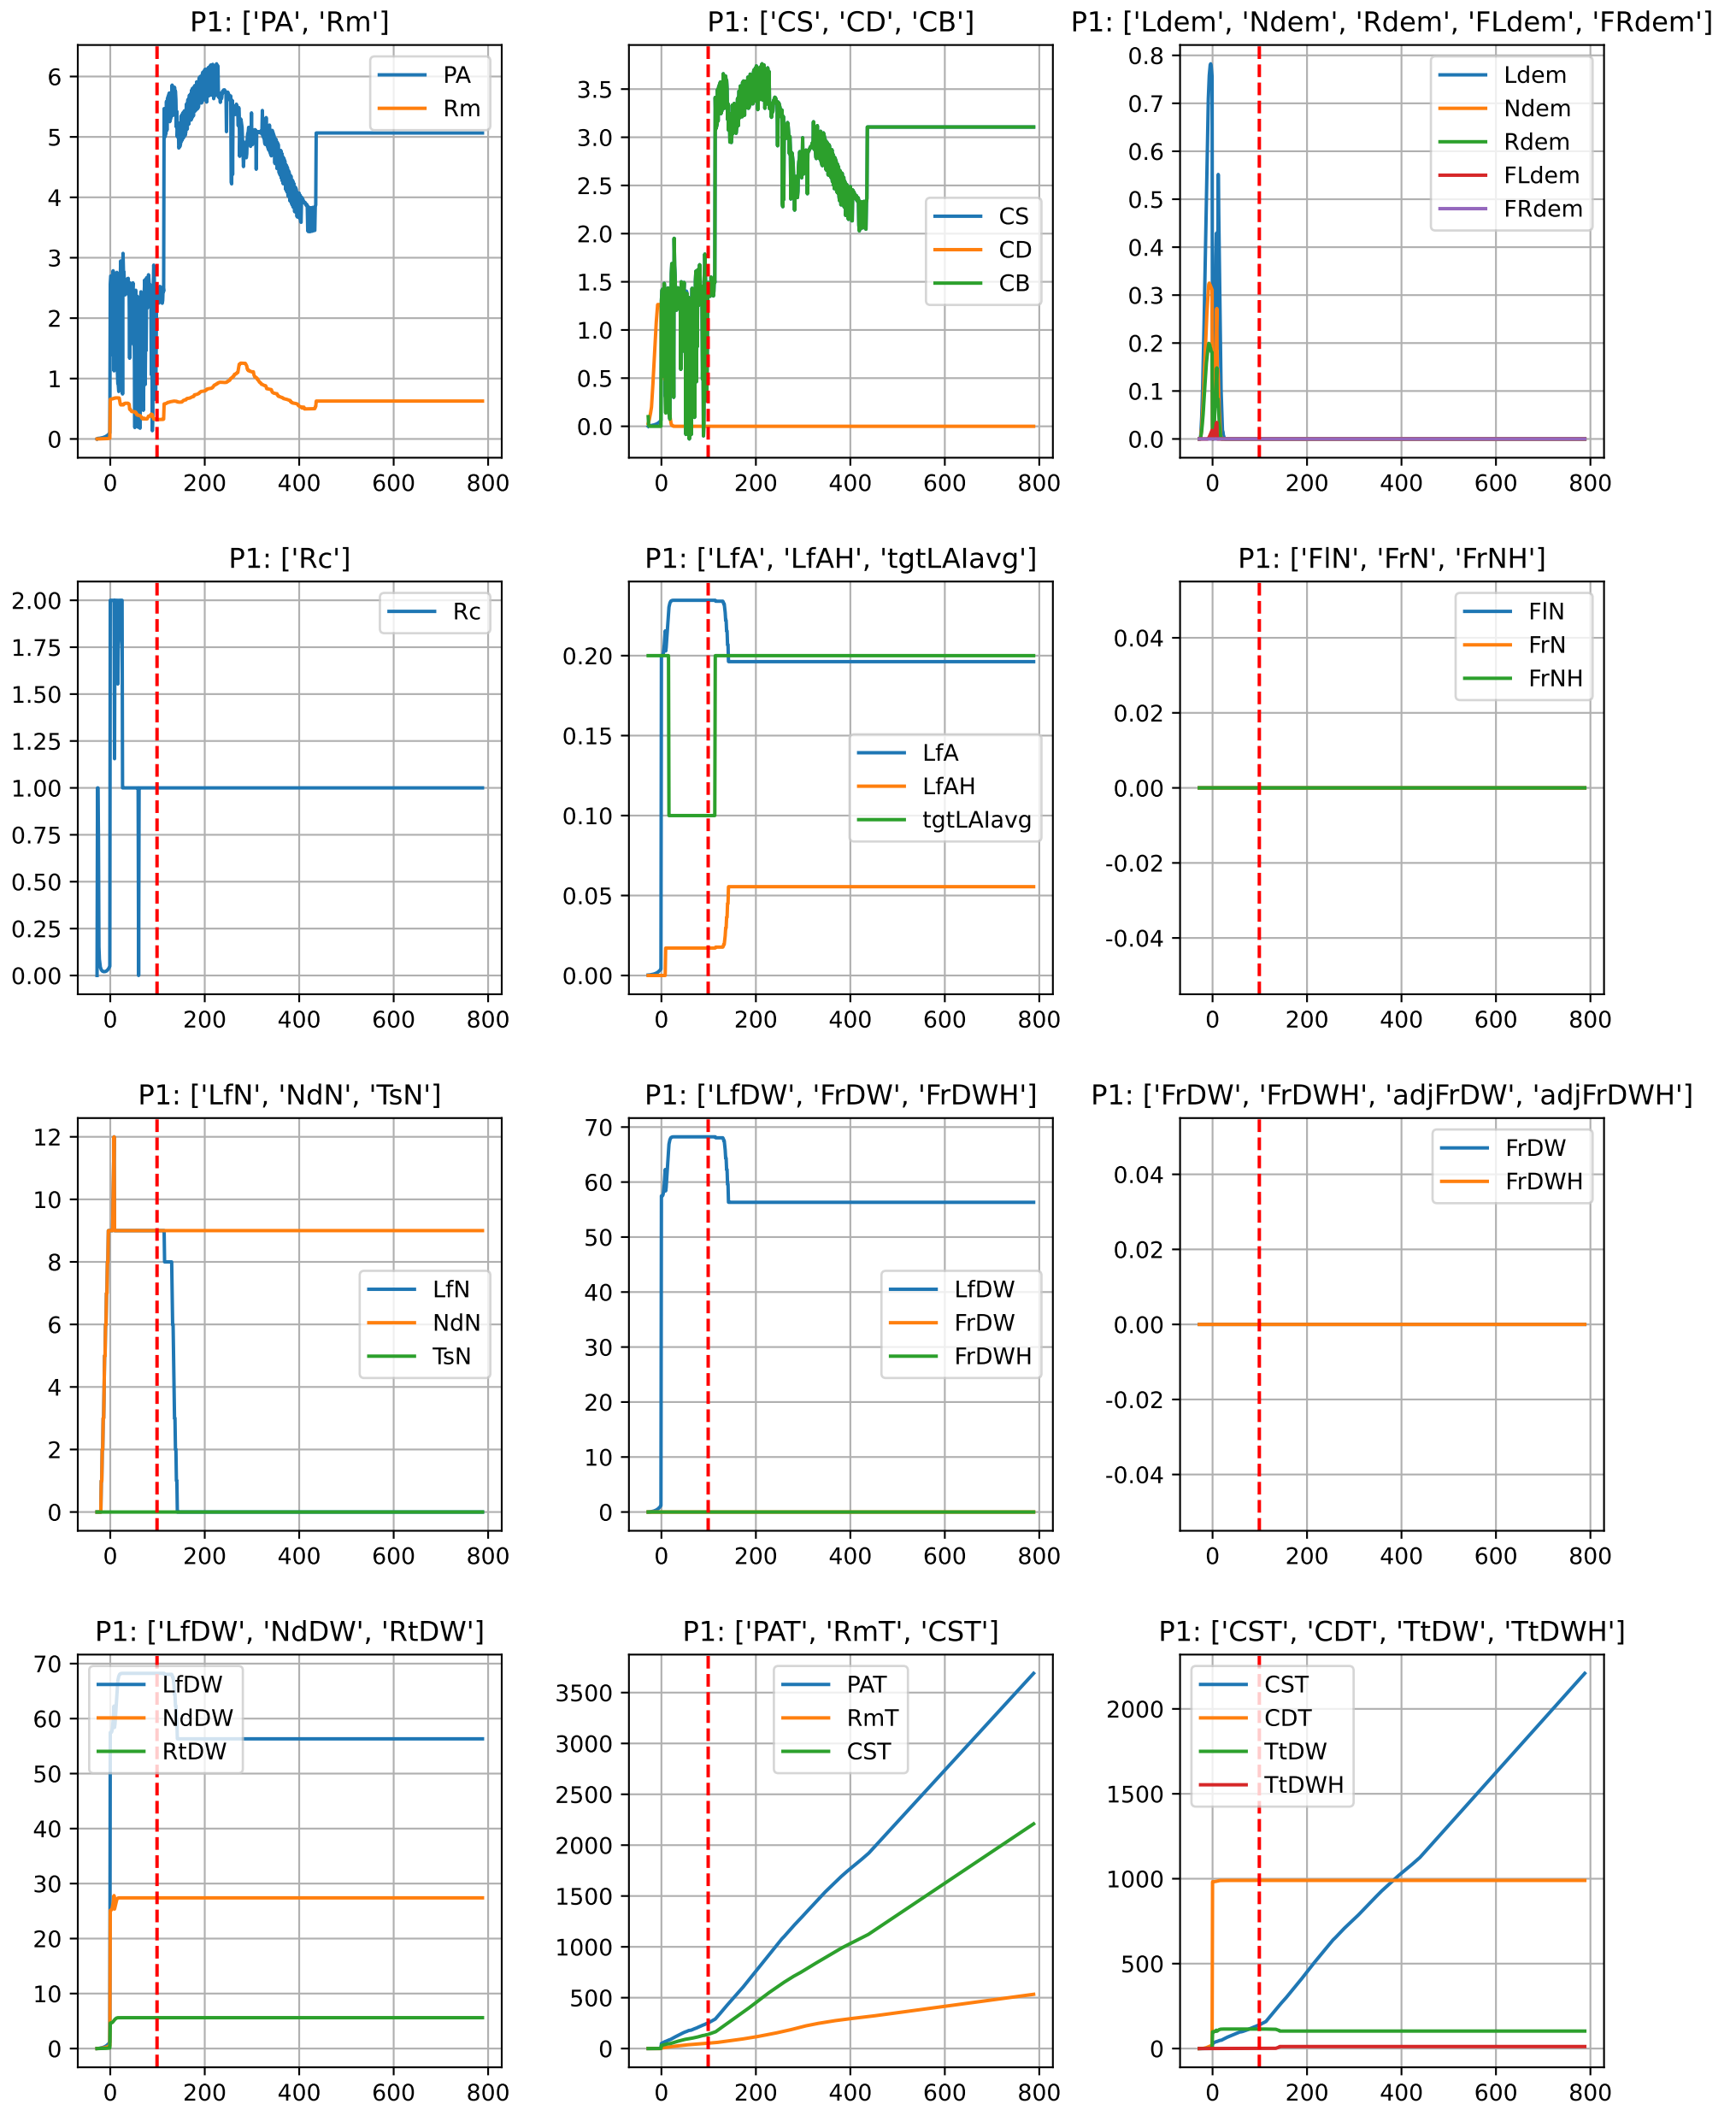 P1: ['PA', 'Rm']
6
5
4
3
2
1
0
PA
Rm
0 200 400 600 800
P1: ['CS', 'CD', 'CB']
3.5
3.0
2.5
2.0
1.5
1.0
0.5
0.0
CS
CD
CB
0 200 400 600 800
P1: ['Ldem', 'Ndem', 'Rdem', 'FLdem', 'FRdem']
0.8
0.7
0.6
0.5
0.4
0.3
0.2
0.1
0.0
Ldem
Ndem
Rdem
FLdem
FRdem
0 200 400 600 800
P1: ['Rc']
2.00
1.75
1.50
1.25
1.00
0.75
0.50
0.25
0.00
Rc
0 200 400 600 800
P1: ['LfA', 'LfAH', 'tgtLAIavg']
0.20
0.15
0.10
0.05
0.00
LfA
LfAH
tgtLAIavg
0 200 400 600 800
P1: ['FlN', 'FrN', 'FrNH']
0.04
0.02
0.00
-0.02
-0.04
FlN
FrN
FrNH
0 200 400 600 800
P1: ['LfN', 'NdN', 'TsN']
12
10
8
6
4
2
0
LfN
NdN
TsN
0 200 400 600 800
P1: ['LfDW', 'FrDW', 'FrDWH']
70
60
50
40
30
20
10
0
LfDW
FrDW
FrDWH
0 200 400 600 800
P1: ['FrDW', 'FrDWH', 'adjFrDW', 'adjFrDWH']
0.04
0.02
0.00
-0.02
-0.04
FrDW
FrDWH
0 200 400 600 800
P1: ['LfDW', 'NdDW', 'RtDW']
70
60
50
40
30
20
10
0
LfDW
NdDW
RtDW
0 200 400 600 800
P1: ['PAT', 'RmT', 'CST']
3500
3000
2500
2000
1500
1000
500
0
PAT
RmT
CST
0 200 400 600 800
P1: ['CST', 'CDT', 'TtDW', 'TtDWH']
2000
1500
1000
500
0
CST
CDT
TtDW
TtDWH
0 200 400 600 800